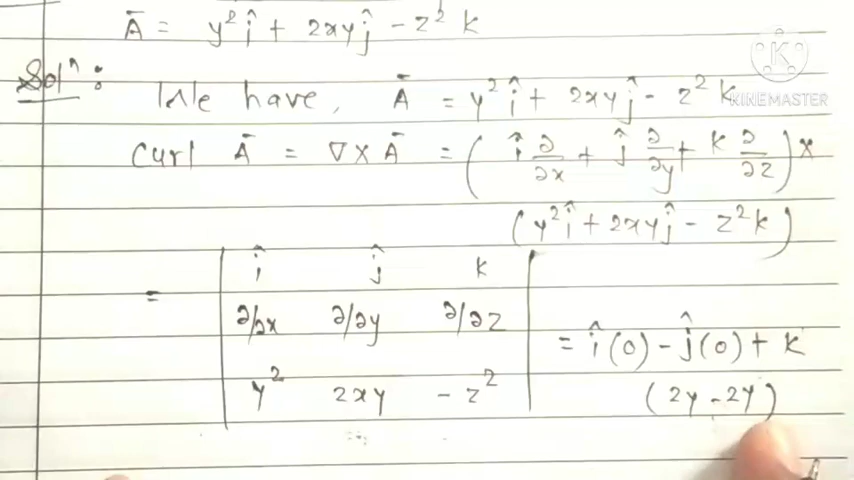 Ā = y² î + 2xy ĵ - z² k
Solⁿ :
We have, Ā = y² î + 2xy ĵ - z² k
KINEMASTER
Curl Ā = ∇ X Ā = ( î ∂/∂x + ĵ ∂/∂y + k ∂/∂z ) X
( y² î + 2xy ĵ - z² k )
= | î ĵ k |
| ∂/∂x ∂/∂y ∂/∂z |
= î (0) - ĵ (0) + k
| y² 2xy - z² |
(2y - 2y)